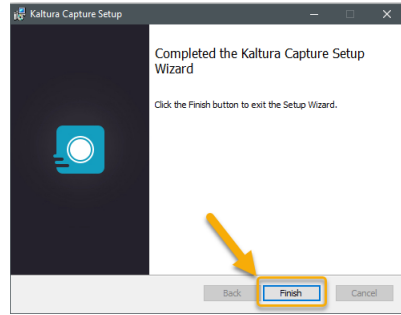 Kaltura Capture Setup
Completed the Kaltura Capture Setup
Wizard
Click the Finish button to exit the Setup Wizard.
Back
Finish
Cancel